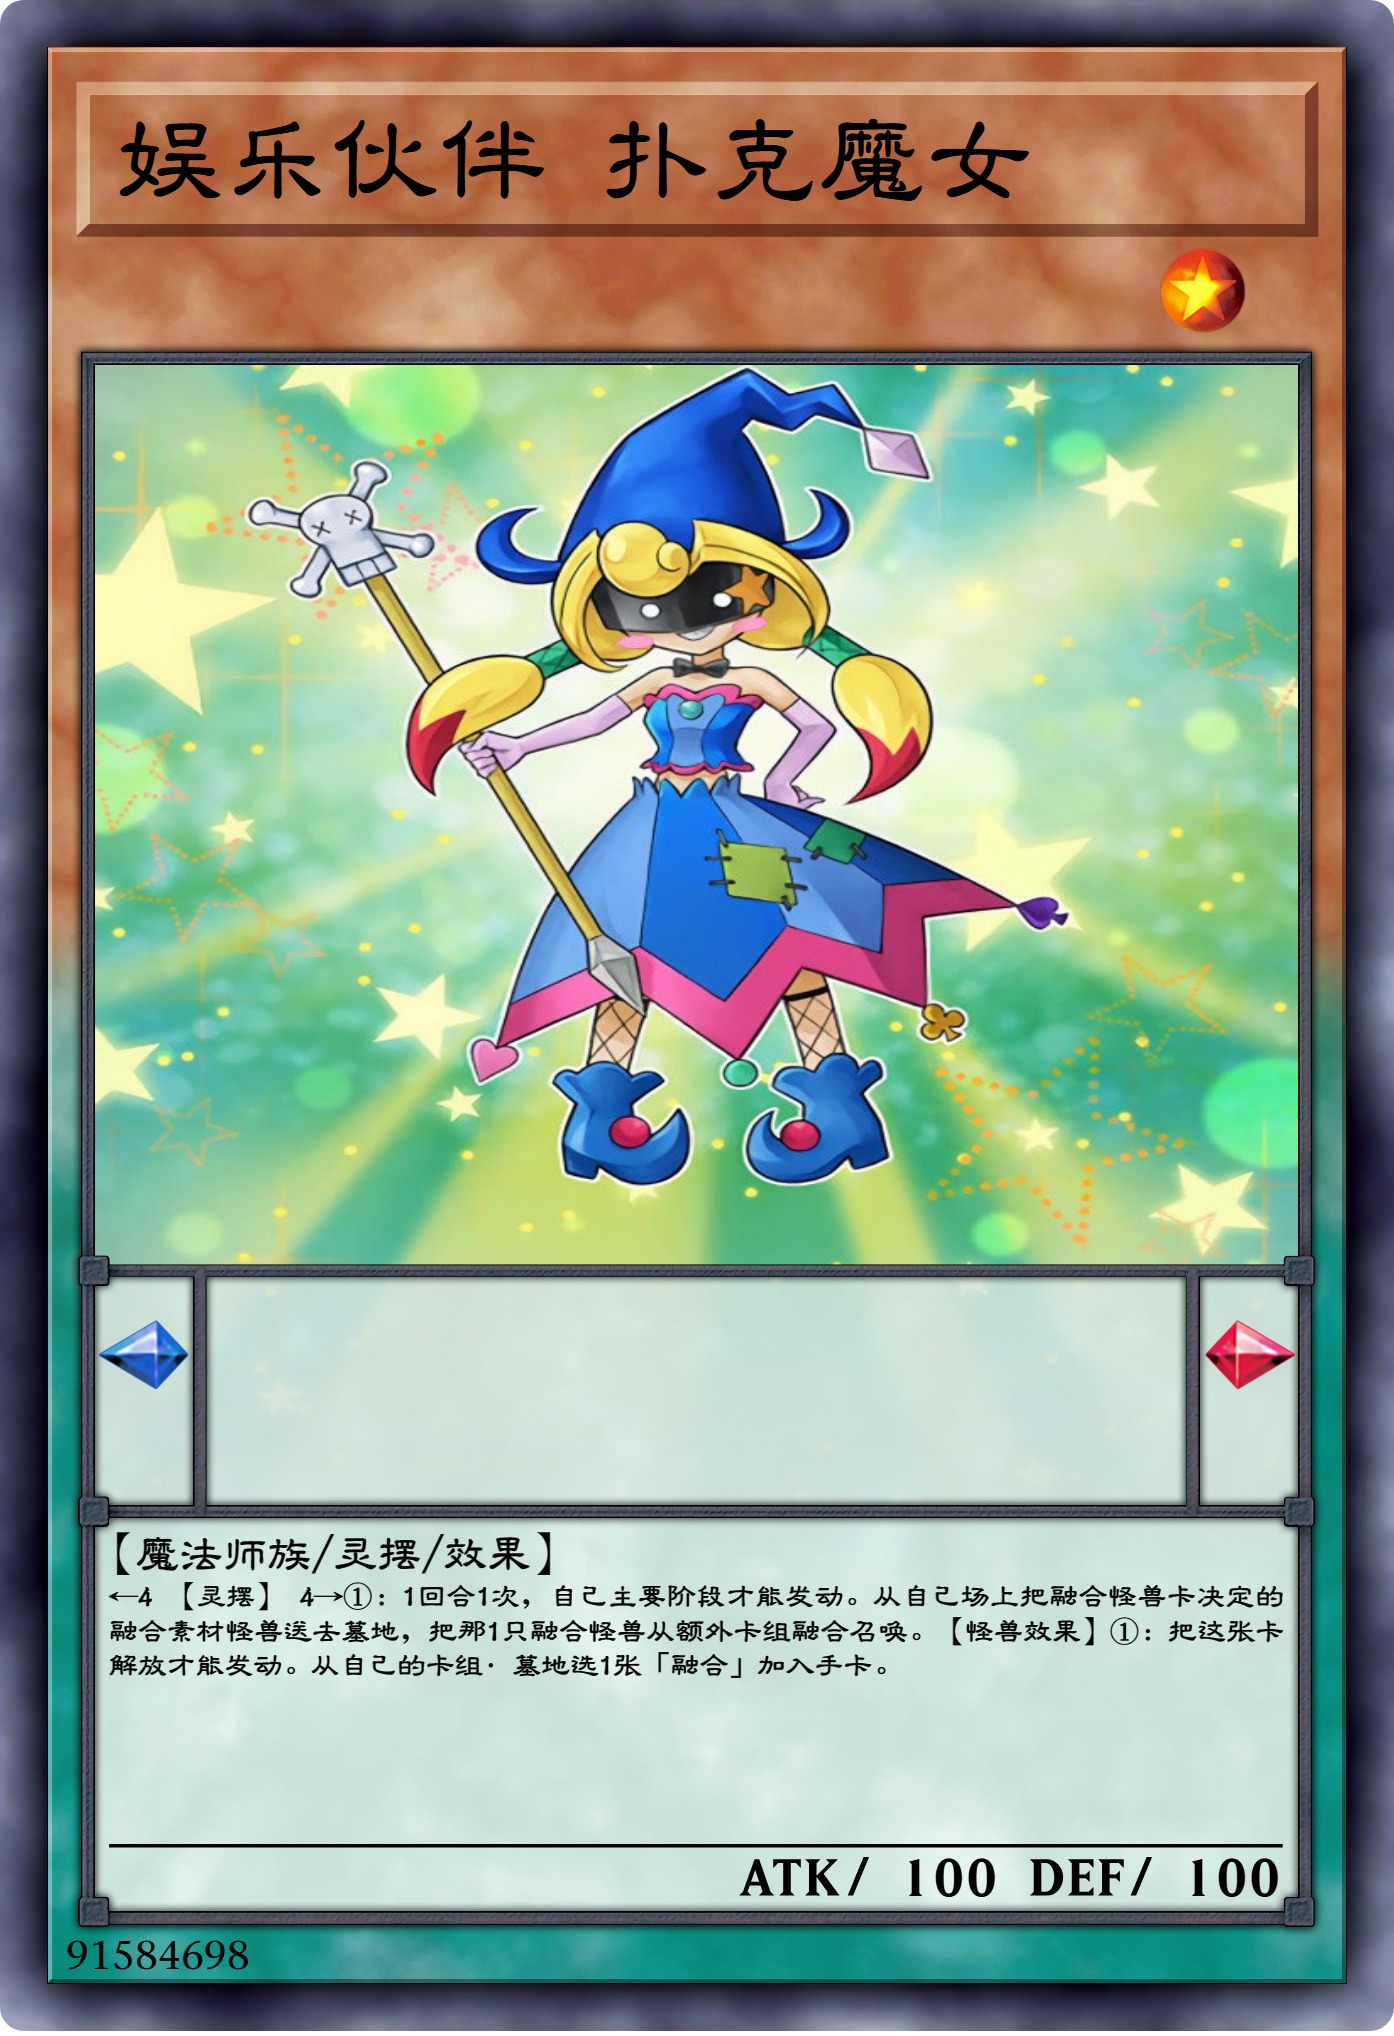 娱乐伙伴 扑克魔女
【魔法师族/灵摆/效果】
←4 【灵摆】 4→①：1回合1次，自己主要阶段才能发动。从自己场上把融合怪兽卡决定的
融合素材怪兽送去墓地，把那1只融合怪兽从额外卡组融合召唤。【怪兽效果】①：把这张卡
解放才能发动。从自己的卡组·墓地选1张「融合」加入手卡。
ATK/ 100 DEF/ 100
91584698